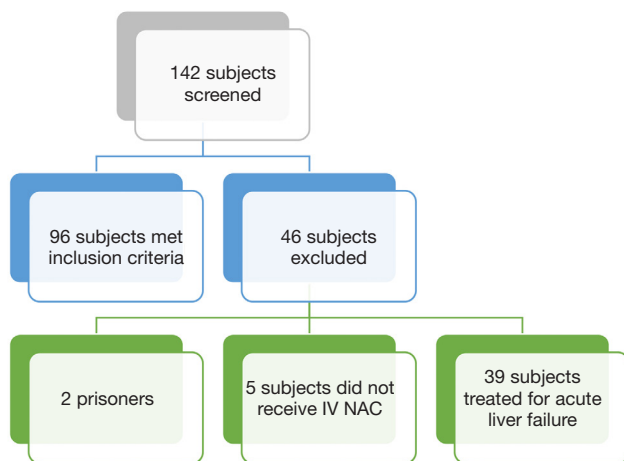 142 subjects
screened
96 subjects met
inclusion criteria
46 subjects
excluded
2 prisoners
5 subjects did not
receive IV NAC
39 subjects
treated for acute
liver failure